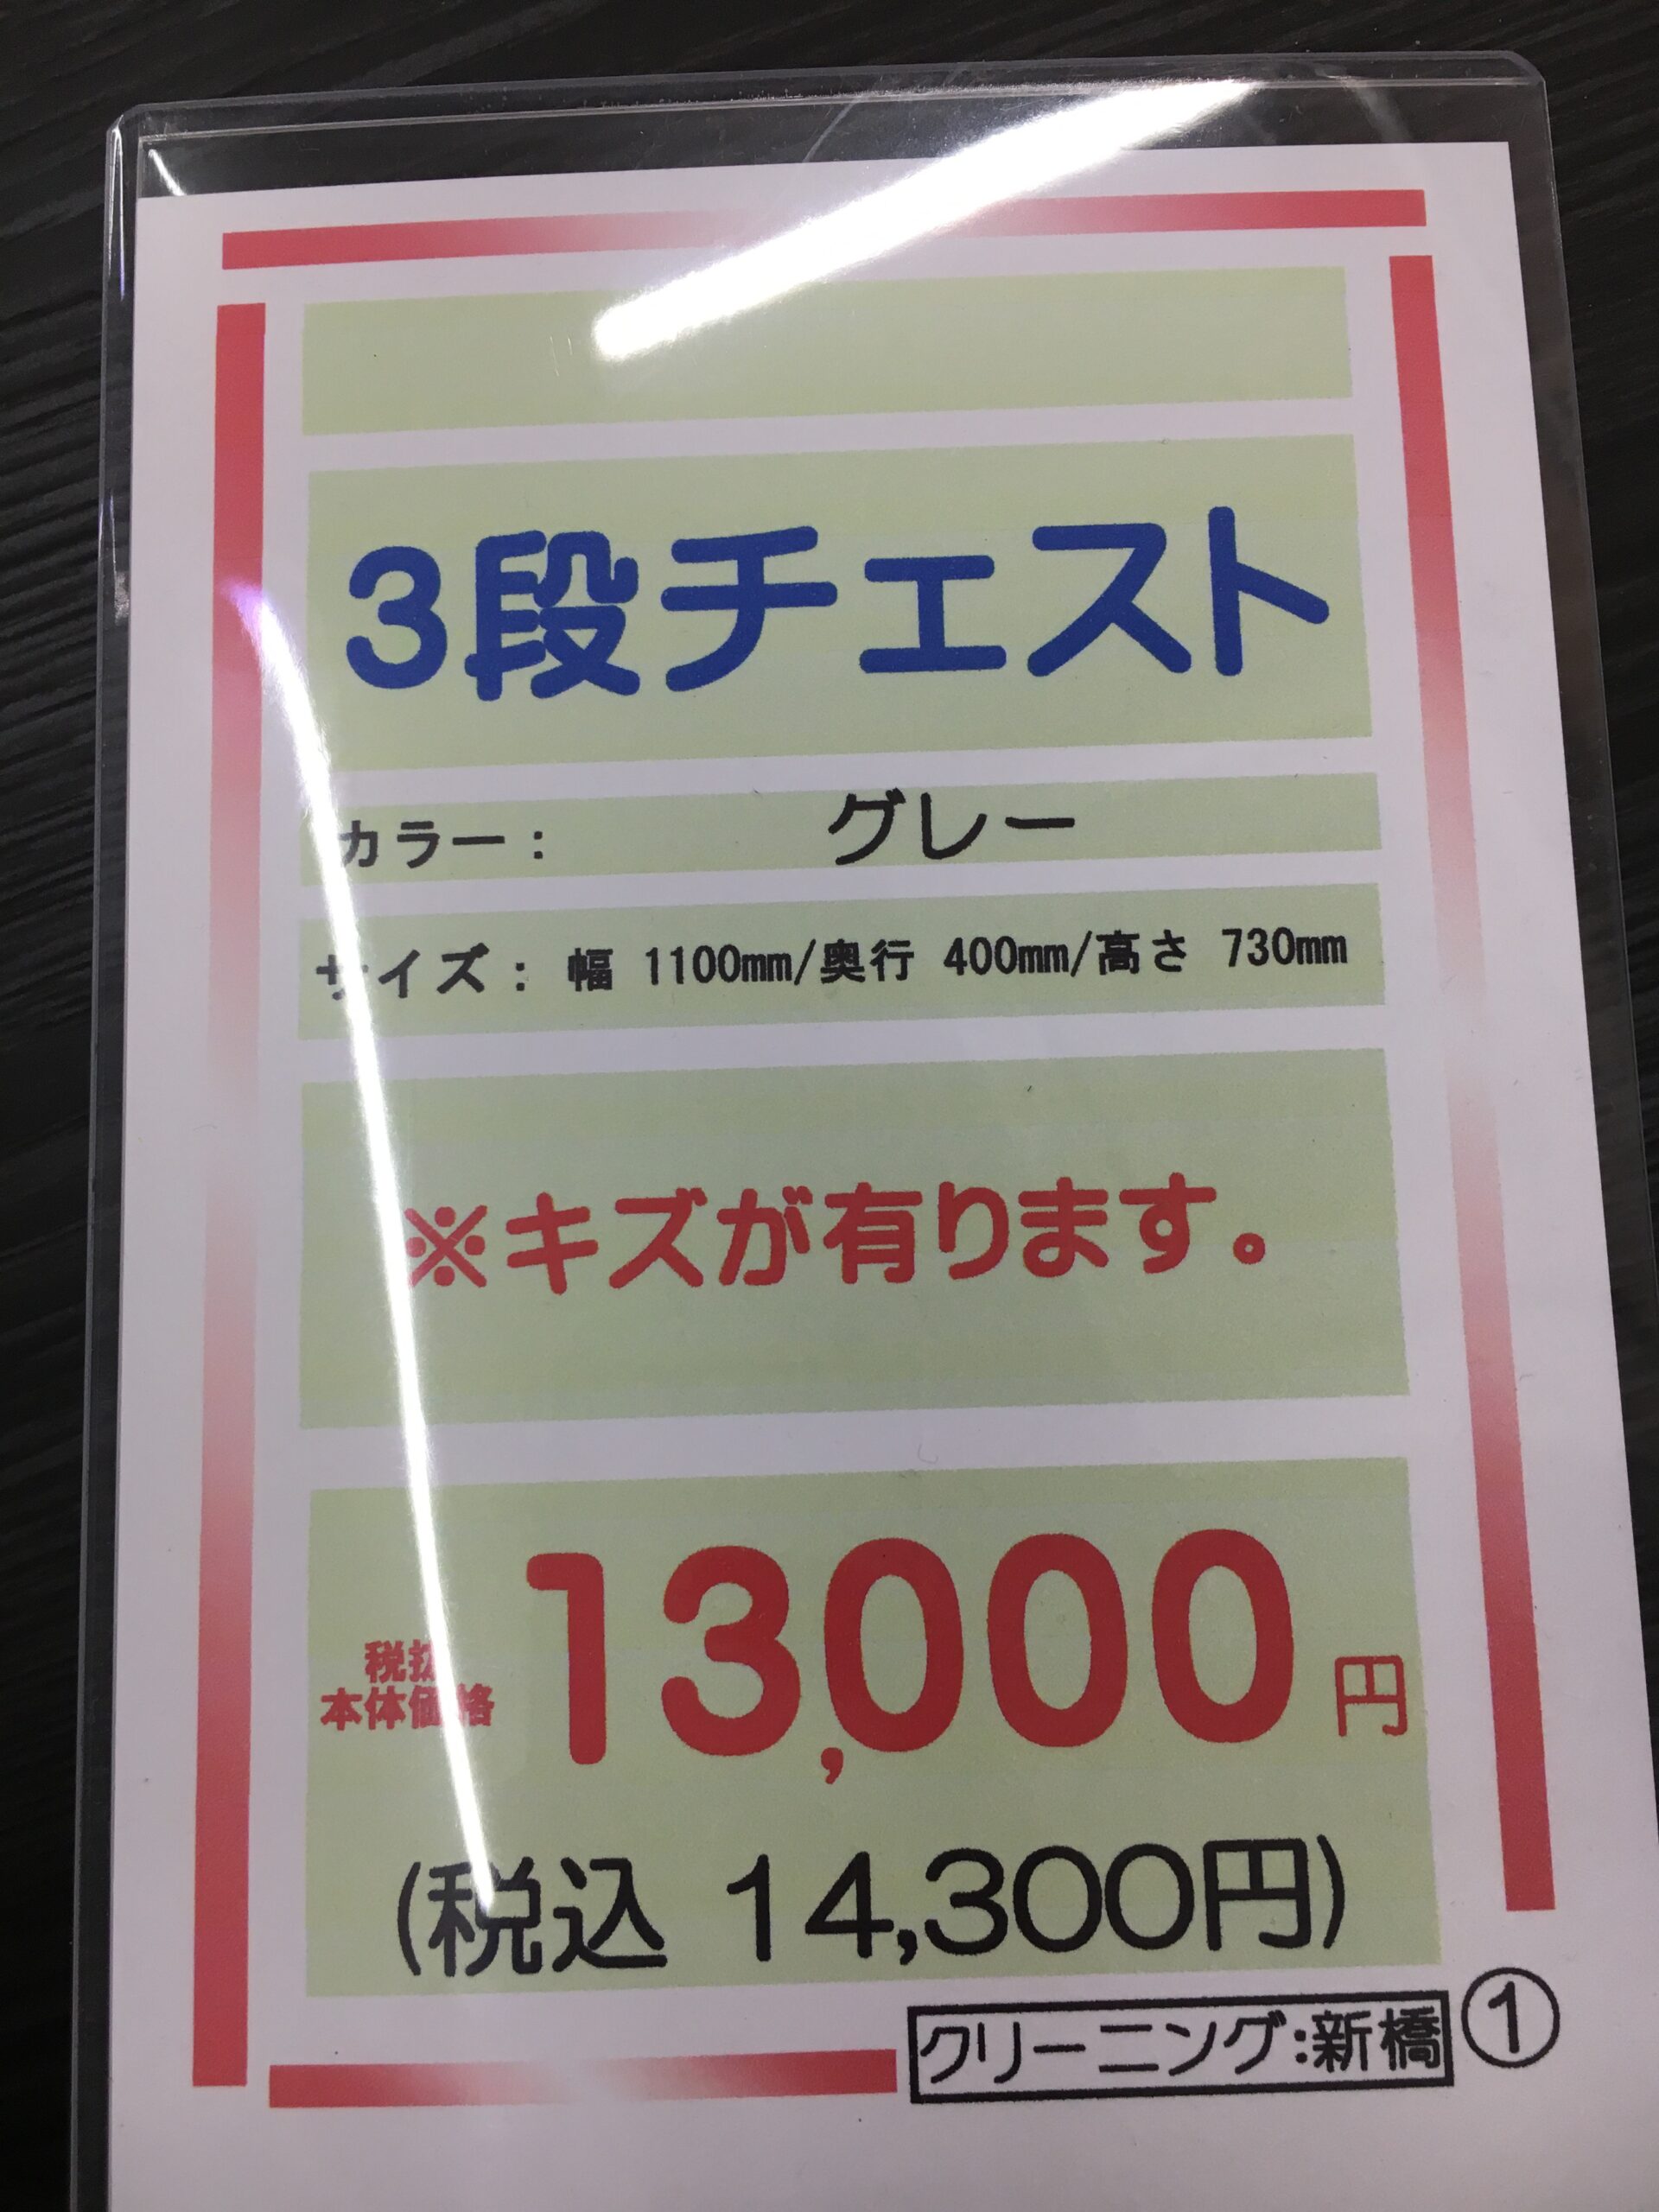 3段チェスト
カラー： グレー
サイズ： 幅 1100mm/奥行 400mm/高さ 730mm
※キズが有ります。
税抜
本体価格 13,000円
(税込 14,300円)
クリーニング:新橋 ①